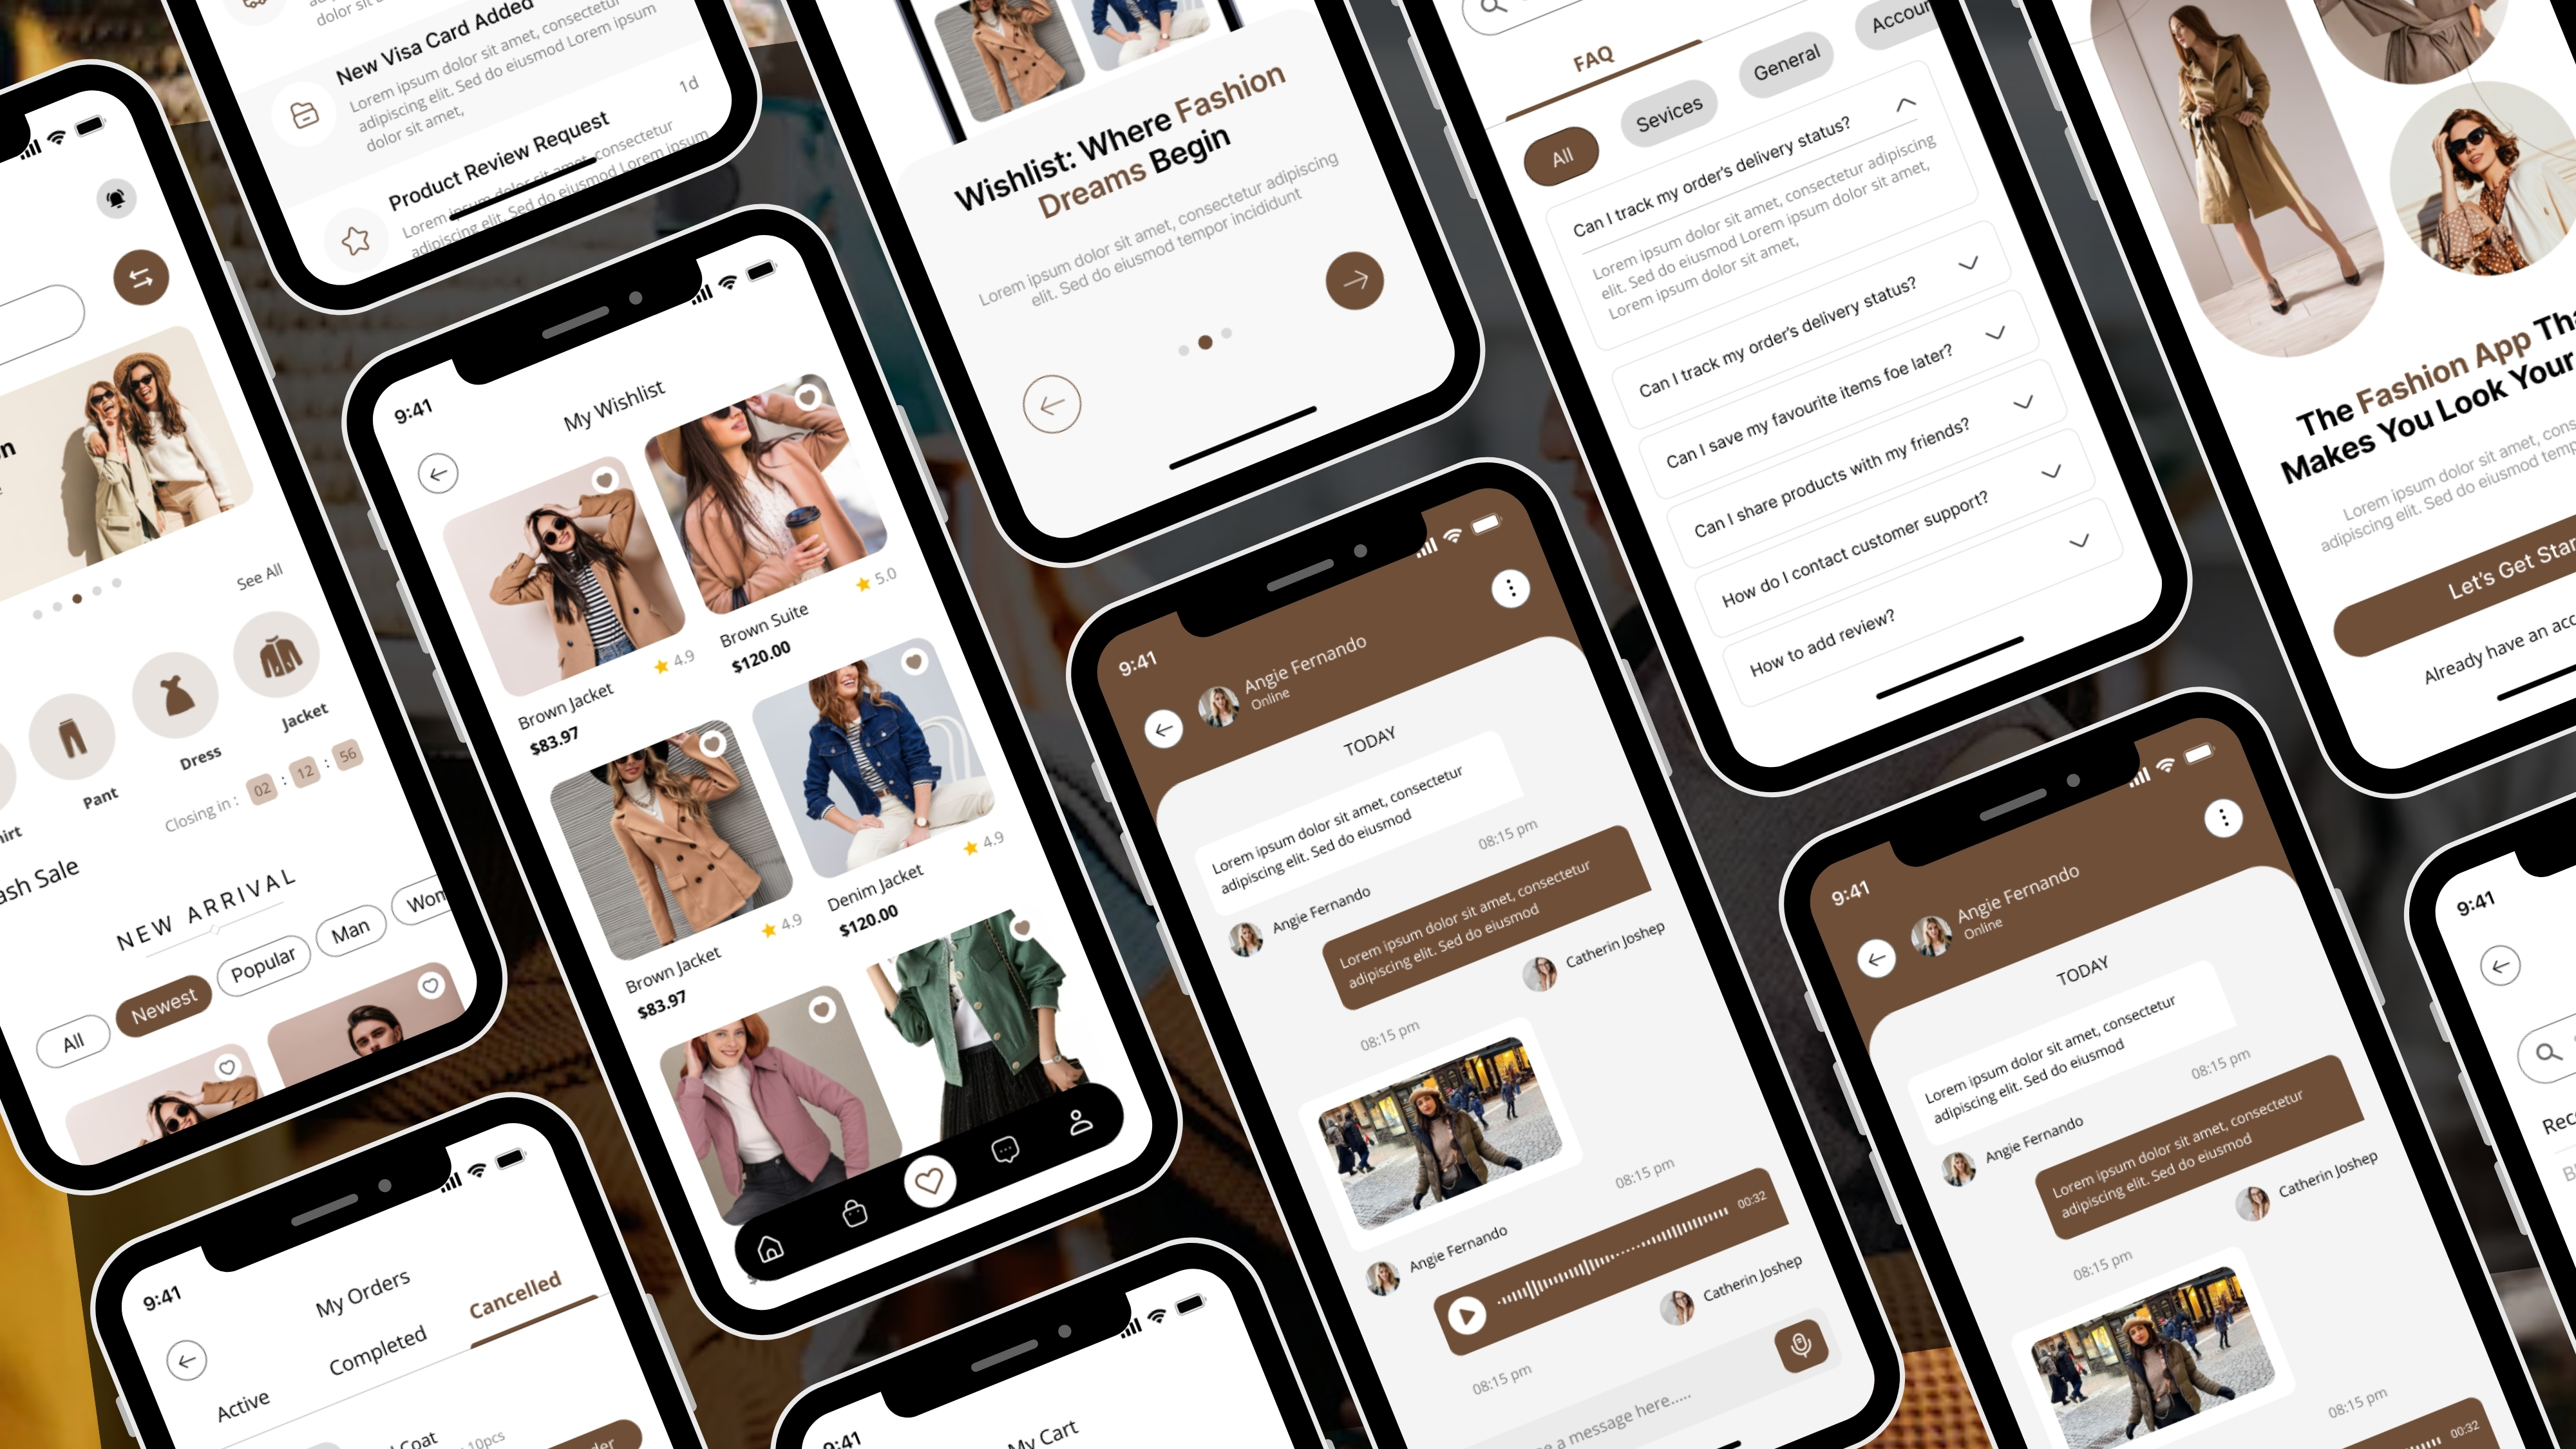 dolor sit
New Visa Card Added
Lorem ipsum dolor sit amet, consectetur
adipiscing elit. Sed do eiusmod Lorem ipsum
dolor sit amet,
Product Review Request
1d
Lorem ipsum dolor sit amet, consectetur
adipiscing elit. Sed do eiusmod Lorem ipsum
See All
Pant
Dress
Jacket
Closing in :
02 : 12 : 56
ash Sale
NEW ARRIVAL
All
Newest
Popular
Man
Wom
9:41
My Wishlist
Brown Jacket
4.9
$83.97
Brown Suite
5.0
$120.00
Brown Jacket
4.9
$83.97
Denim Jacket
4.9
$120.00
9:41
My Orders
Active
Completed
Cancelled
Coat
10pcs
Wishlist: Where Fashion
Dreams Begin
Lorem ipsum dolor sit amet, consectetur adipiscing
elit. Sed do eiusmod tempor incididunt
9:41
My Cart
9:41
Angie Fernando
Online
TODAY
Lorem ipsum dolor sit amet, consectetur
adipiscing elit. Sed do eiusmod
08:15 pm
Angie Fernando
Lorem ipsum dolor sit amet, consectetur
adipiscing elit. Sed do eiusmod
Catherin Joshep
08:15 pm
08:15 pm
Angie Fernando
00:32
Catherin Joshep
08:15 pm
a message here.....
FAQ
All
Sevices
General
Accoun
Can I track my order's delivery status?
Lorem ipsum dolor sit amet, consectetur adipiscing
elit. Sed do eiusmod Lorem ipsum dolor sit amet,
Lorem ipsum dolor sit amet,
Can I track my order's delivery status?
Can I save my favourite items foe later?
Can I share products with my friends?
How do I contact customer support?
How to add review?
9:41
Angie Fernando
Online
TODAY
Lorem ipsum dolor sit amet, consectetur
adipiscing elit. Sed do eiusmod
08:15 pm
Angie Fernando
Lorem ipsum dolor sit amet, consectetur
adipiscing elit. Sed do eiusmod
Catherin Joshep
08:15 pm
08:15 pm
00:32
The Fashion App Tha
Makes You Look Your
Lorem ipsum dolor sit amet, cons
adipiscing elit. Sed do eiusmod temp
Let's Get Star
Already have an acc
9:41
Rec